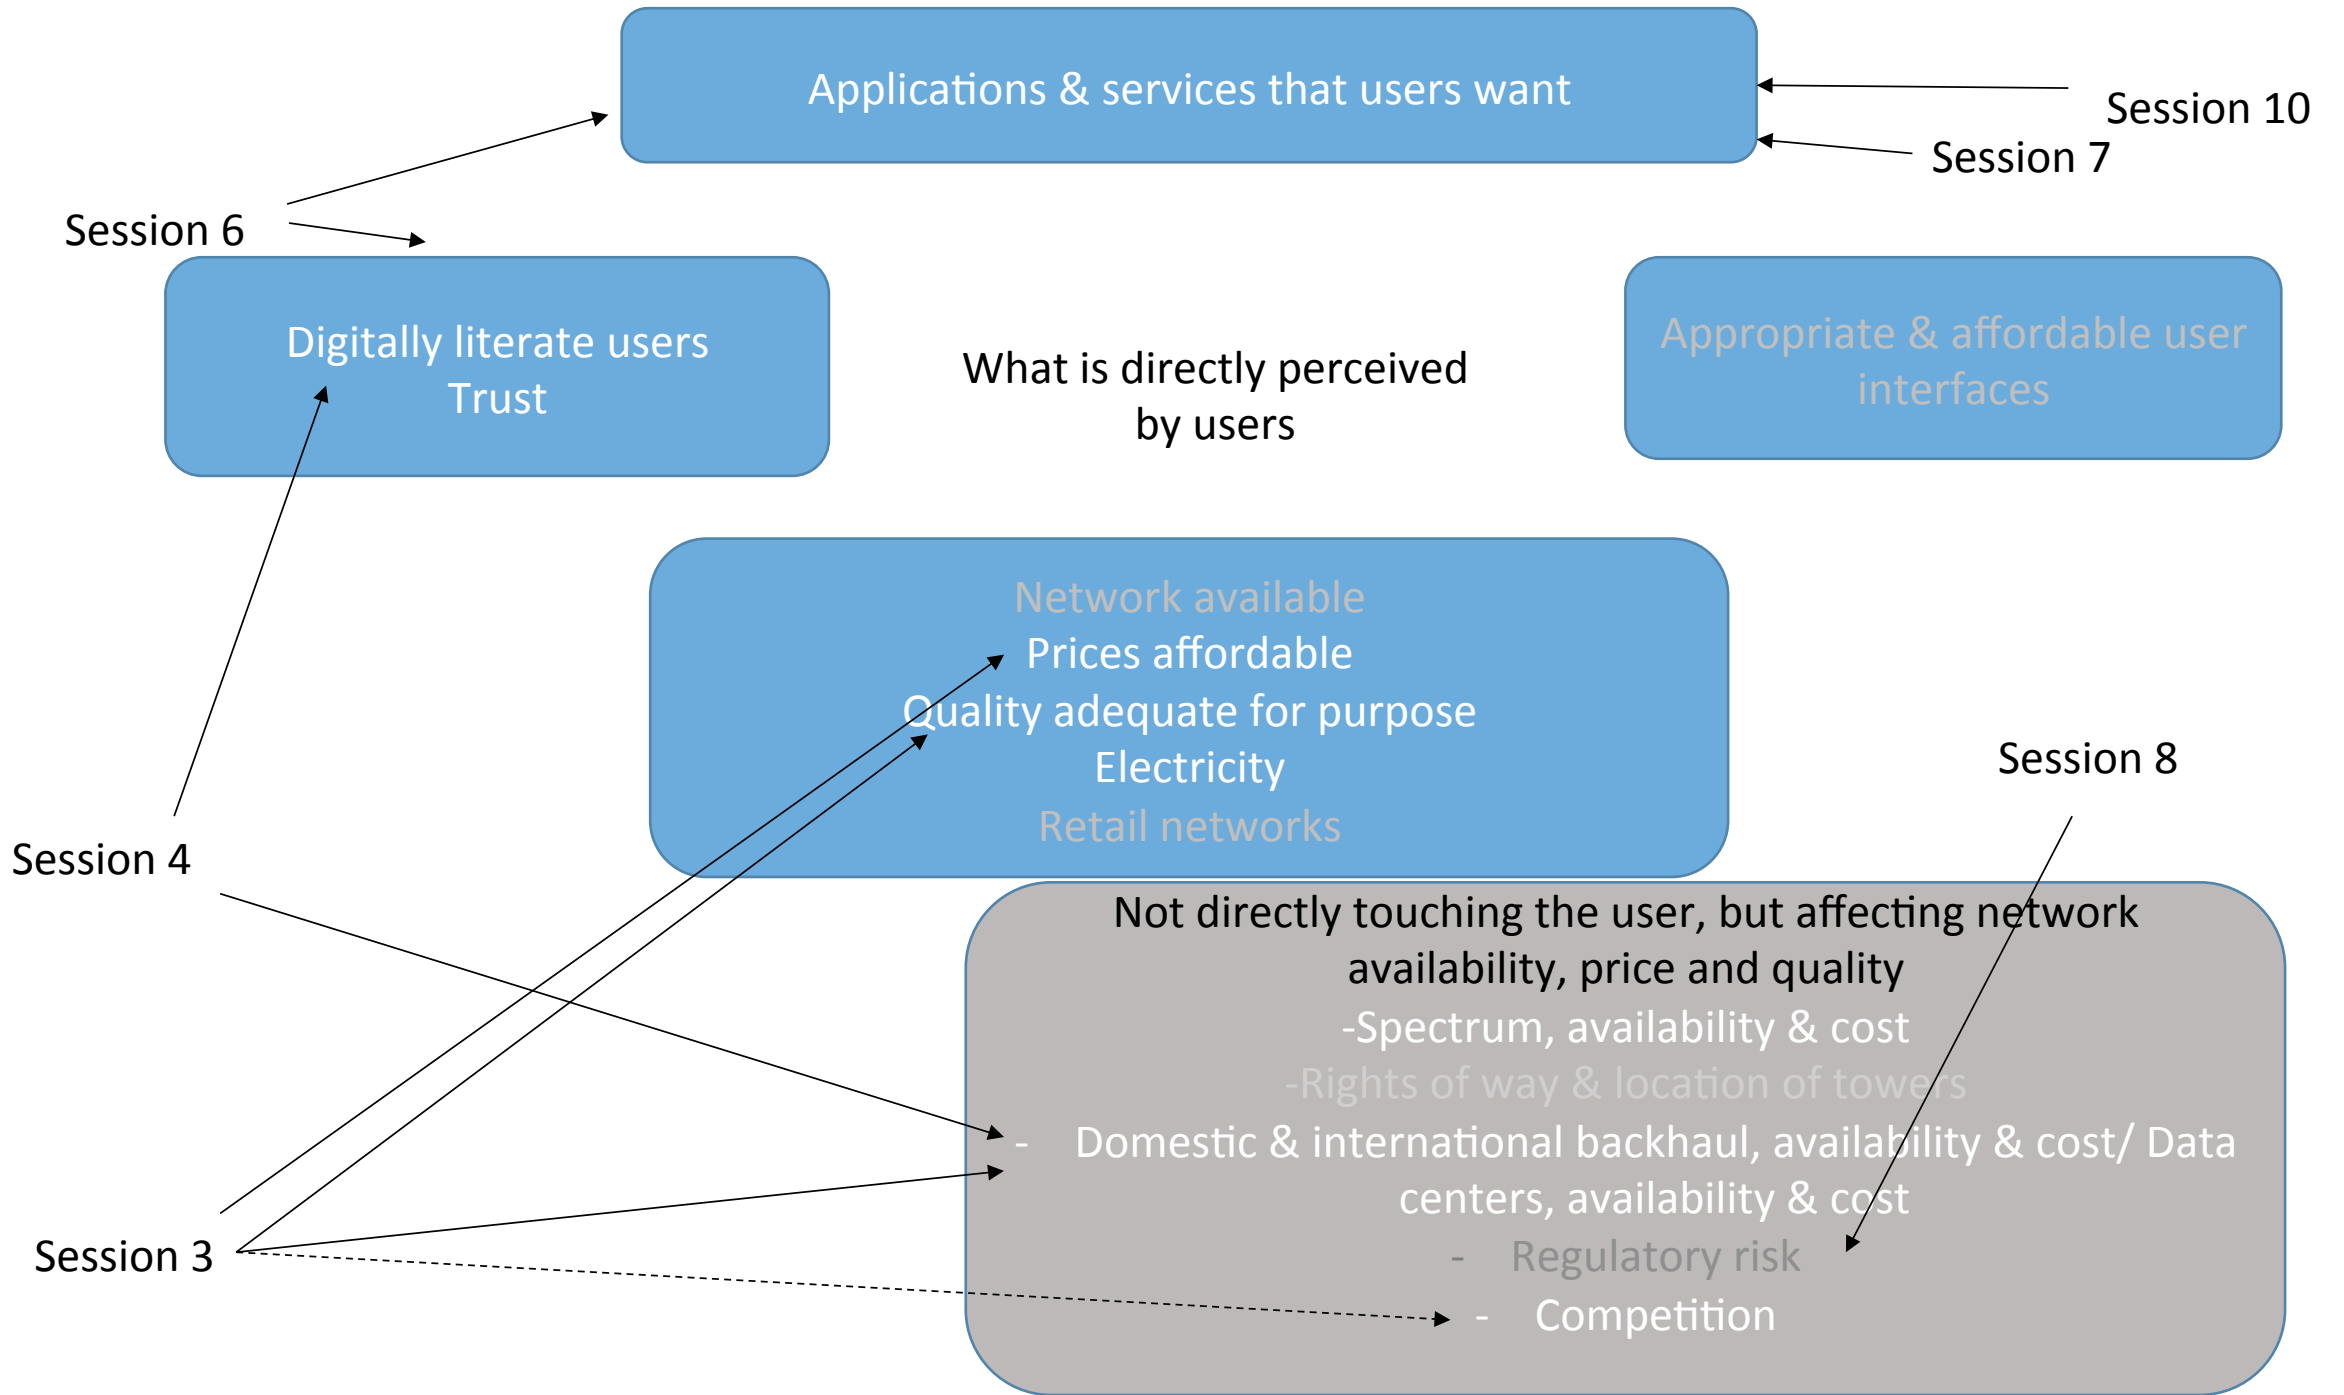 Applications & services that users want
Session 10
Session 7
Session 6
Digitally literate users
Trust
What is directly perceived
by users
Appropriate & affordable user
interfaces
Network available
Prices affordable
Quality adequate for purpose
Electricity
Retail networks
Session 8
Session 4
Not directly touching the user, but affecting network
availability, price and quality
-Spectrum, availability & cost
-Rights of way & location of towers
- Domestic & international backhaul, availability & cost/ Data
centers, availability & cost
- Regulatory risk
- Competition
Session 3